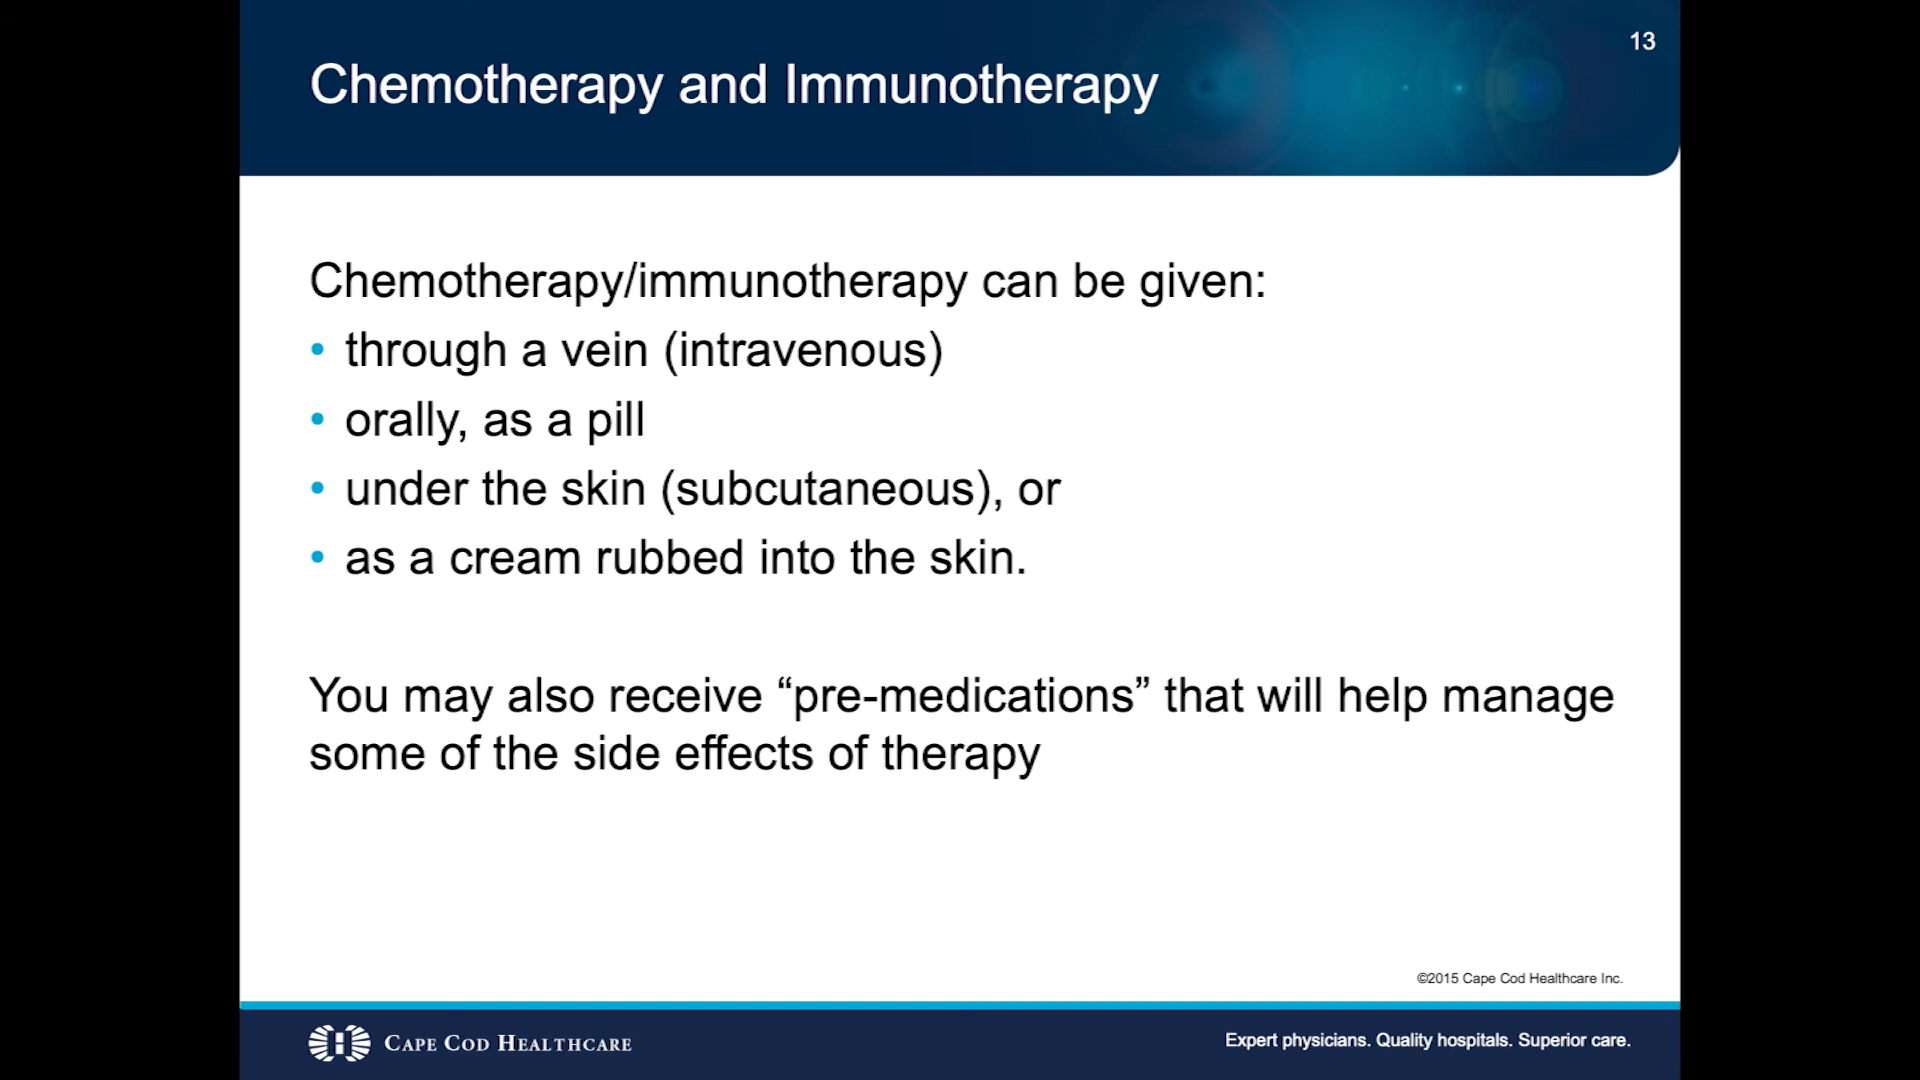 13
Chemotherapy and Immunotherapy
Chemotherapy/immunotherapy can be given:
• through a vein (intravenous)
• orally, as a pill
• under the skin (subcutaneous), or
• as a cream rubbed into the skin.
You may also receive “pre-medications” that will help manage
some of the side effects of therapy
©2015 Cape Cod Healthcare Inc.
CAPE COD HEALTHCARE
Expert physicians. Quality hospitals. Superior care.